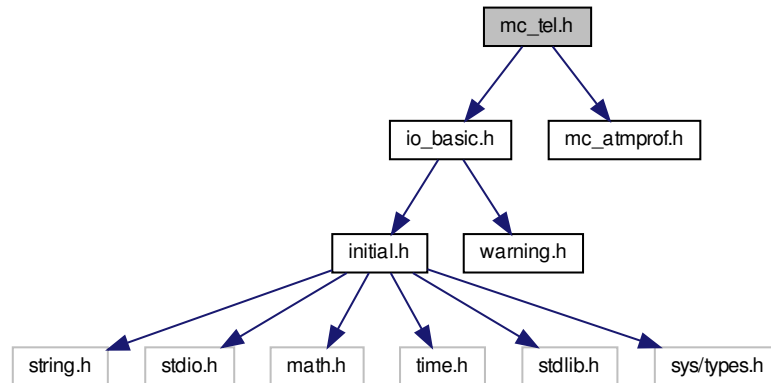 mc_tel.h
io_basic.h
mc_atmprof.h
initial.h
warning.h
string.h
stdio.h
math.h
time.h
stdlib.h
sys/types.h